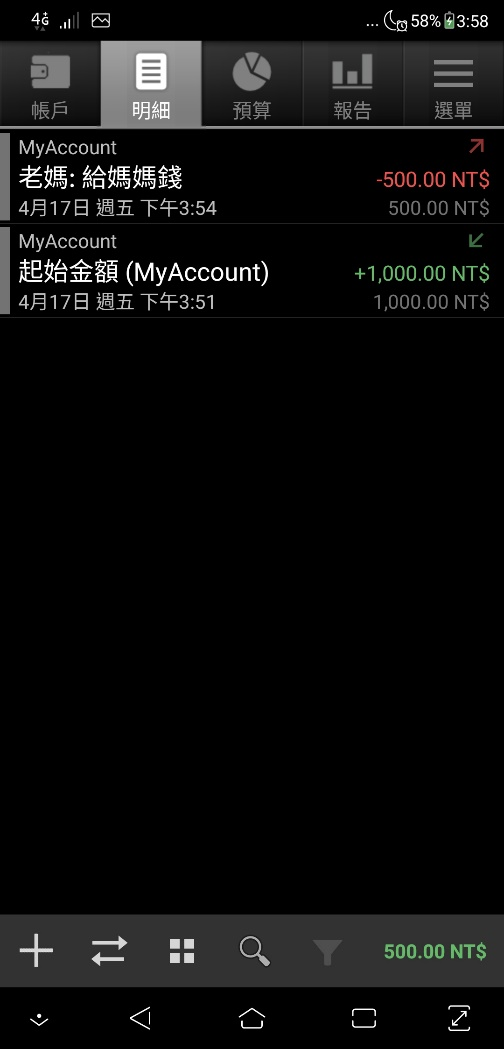 4G
... 58% 3:58
帳戶 明細 預算 報告 選單
MyAccount
老媽: 給媽媽錢 -500.00 NT$
4月17日 週五 下午3:54 500.00 NT$
MyAccount
起始金額 (MyAccount) +1,000.00 NT$
4月17日 週五 下午3:51 1,000.00 NT$
500.00 NT$